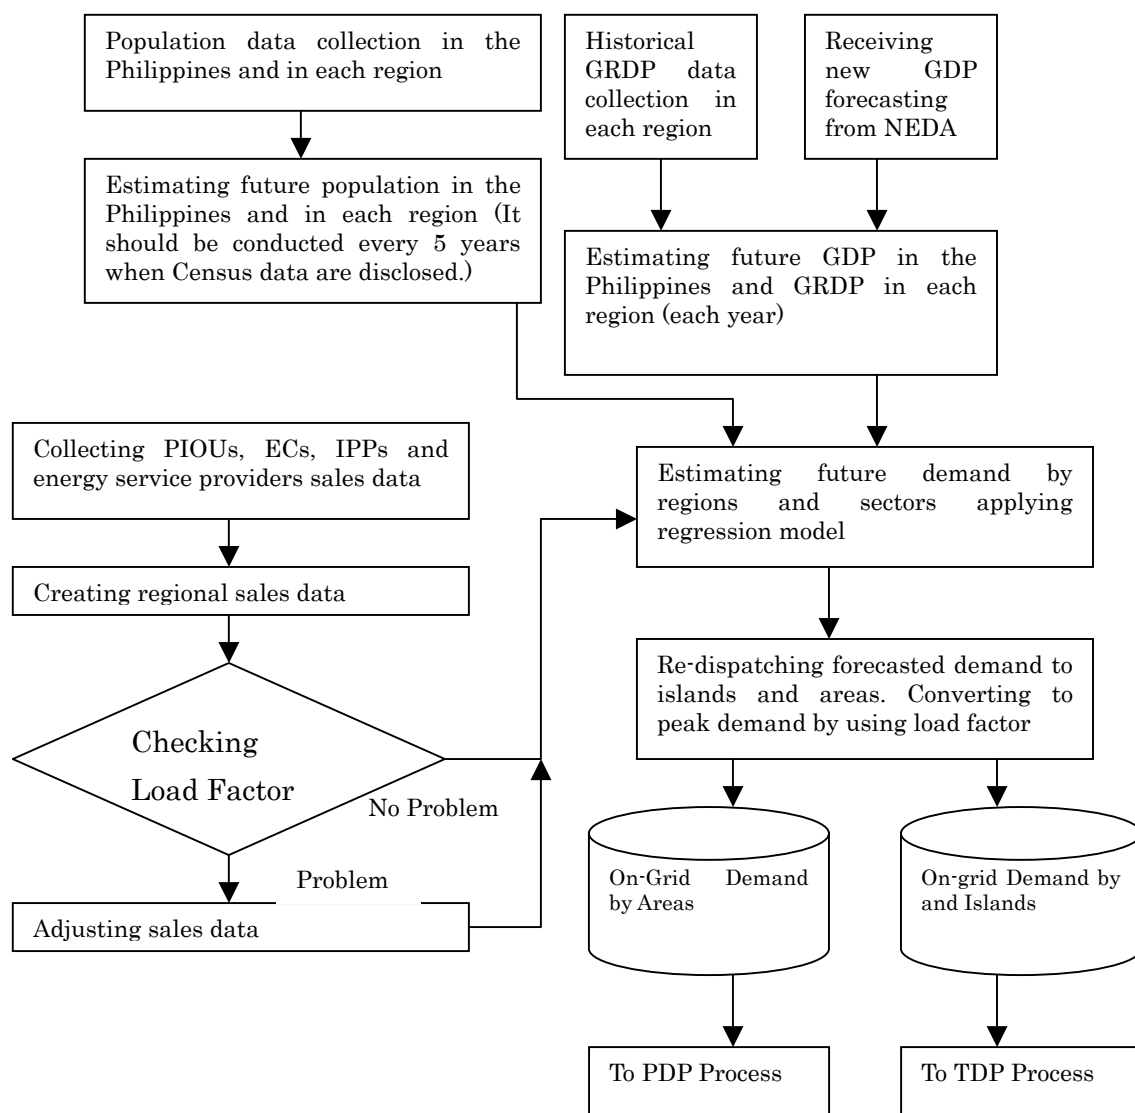 Population data collection in the
Philippines and in each region
Historical
GRDP data
collection in
each region
Receiving
new GDP
forecasting
from NEDA
Estimating future population in the
Philippines and in each region (It
should be conducted every 5 years
when Census data are disclosed.)
Estimating future GDP in the
Philippines and GRDP in each
region (each year)
Collecting PIOUs, ECs, IPPs and
energy service providers sales data
Estimating future demand by
regions and sectors applying
regression model
Creating regional sales data
Re-dispatching forecasted demand to
islands and areas. Converting to
peak demand by using load factor
Checking
Load Factor
No Problem
Problem
Adjusting sales data
On-Grid Demand
by Areas
On-grid Demand by
and Islands
To PDP Process
To TDP Process